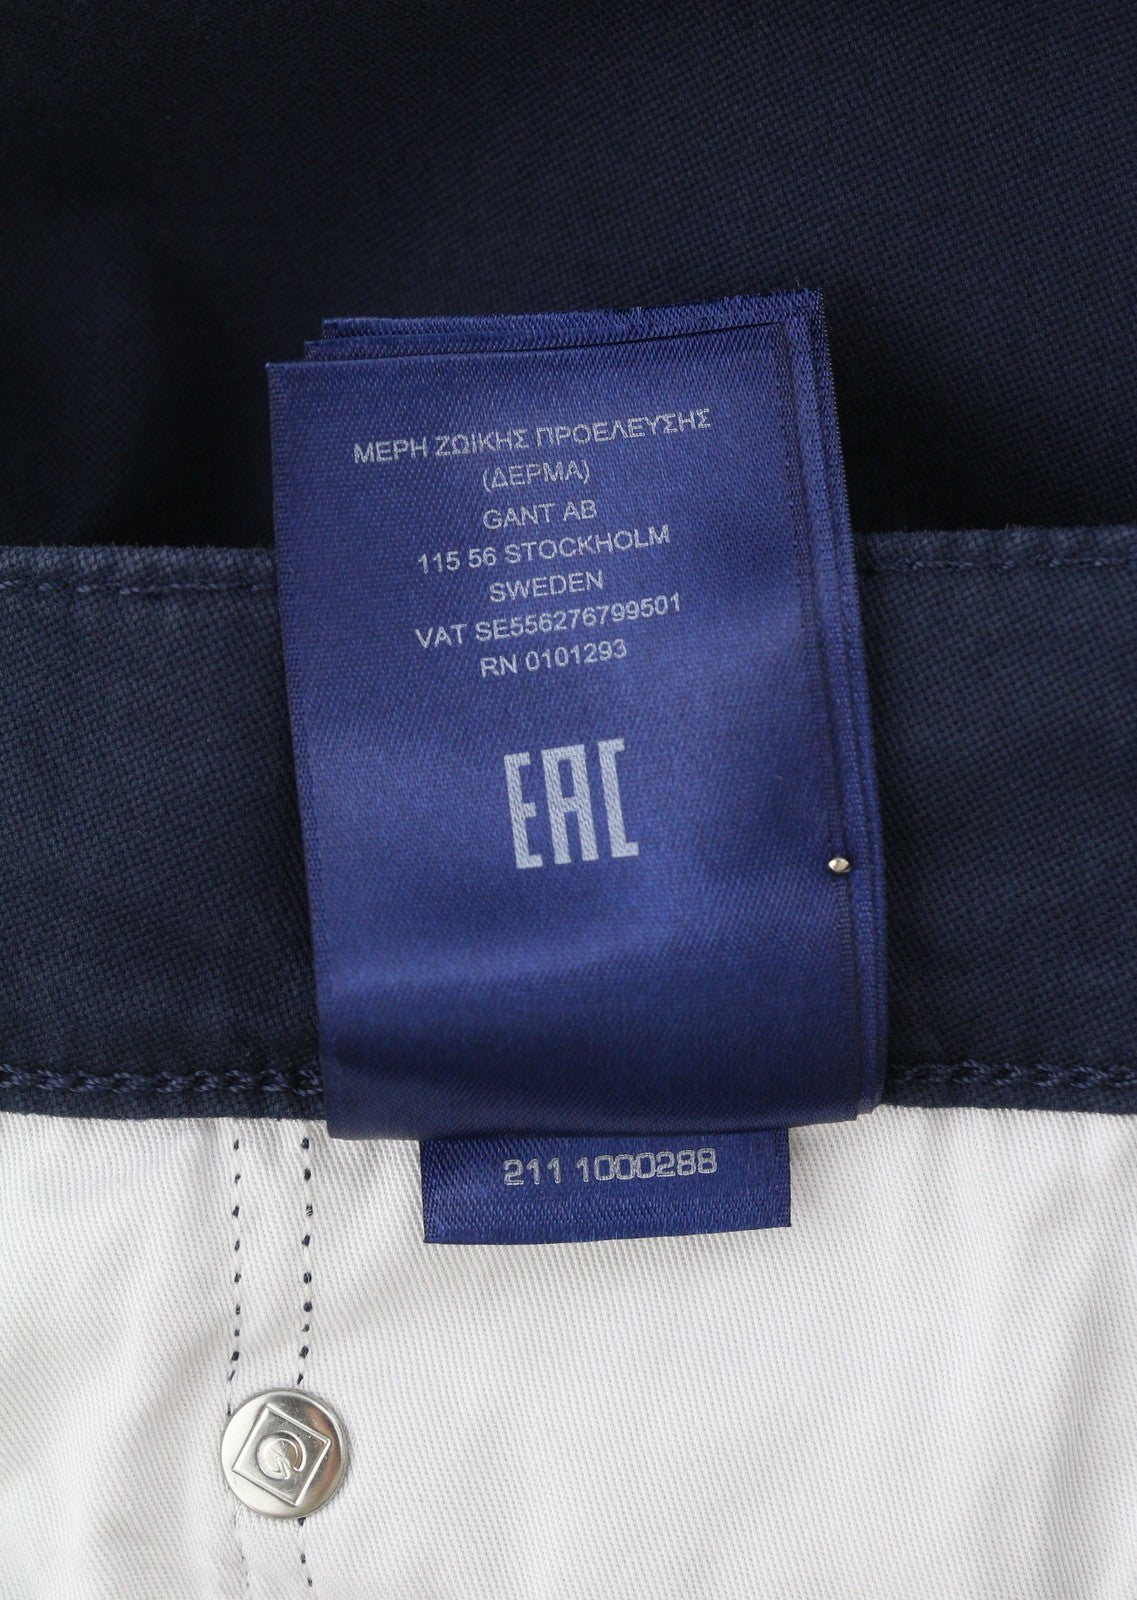 ΜΕΡΗ ΖΩΙΚΗΣ ΠΡΟΕΛΕΥΣΗΣ
(ΔΕΡΜΑ)
GANT AB
115 56 STOCKHOLM
SWEDEN
VAT SE556276799501
RN 0101293
EAC
211 1000288